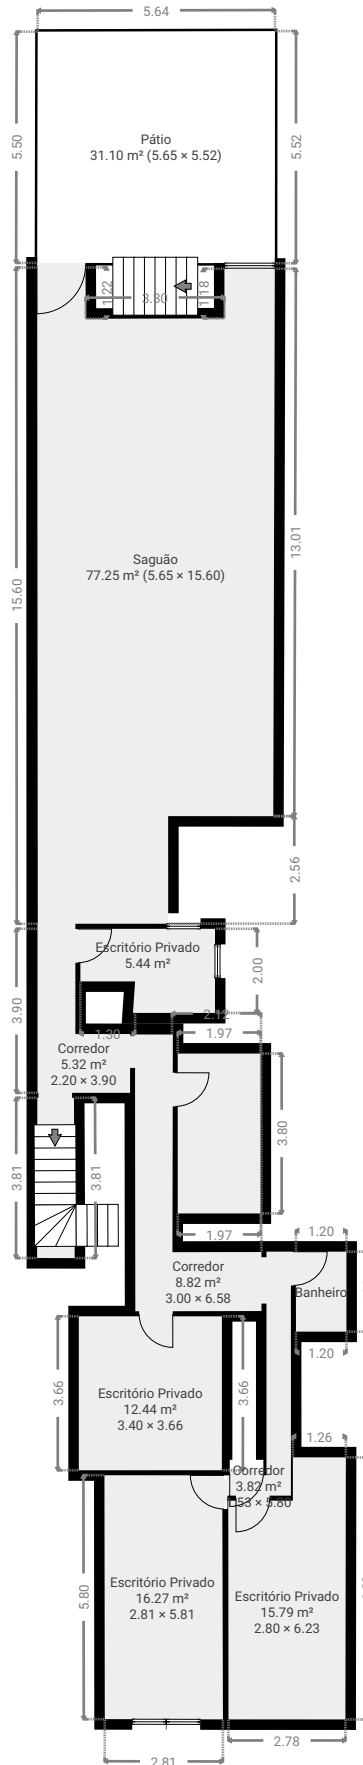 5.64
5.50
5.52
Pátio
31.10 m² (5.65 × 5.52)
1.22
3.80
1.18
15.60
13.01
Saguão
77.25 m² (5.65 × 15.60)
2.56
Escritório Privado
5.44 m²
2.00
3.90
2.12
1.30
1.97
Corredor
5.32 m²
2.20 × 3.90
3.80
3.81
3.81
1.97
1.20
Corredor
8.82 m²
3.00 × 6.58
Banheiro
1.20
3.66
3.66
Escritório Privado
12.44 m²
3.40 × 3.66
1.26
Corredor
3.82 m²
× 5.80
5.80
Escritório Privado
16.27 m²
2.81 × 5.81
Escritório Privado
15.79 m²
2.80 × 6.23
2.78
2.81